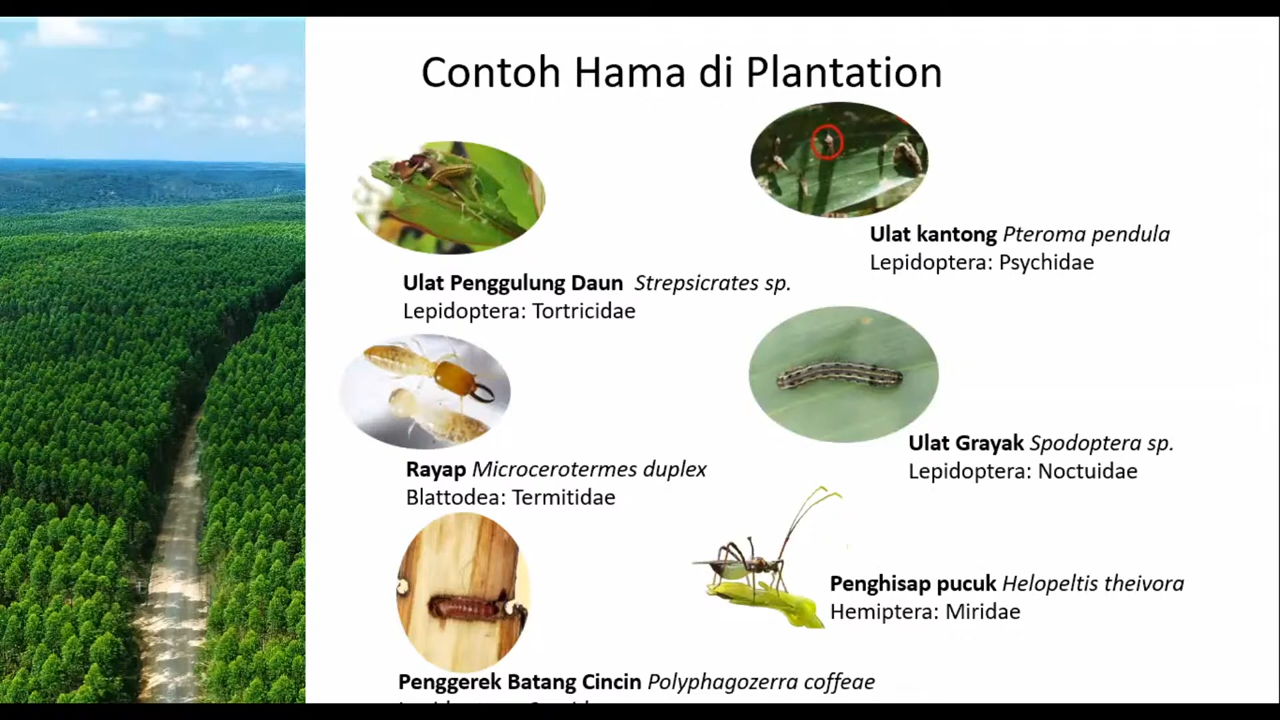 Contoh Hama di Plantation
Ulat kantong Pteroma pendula
Lepidoptera: Psychidae
Ulat Penggulung Daun Strepsicrates sp.
Lepidoptera: Tortricidae
Ulat Grayak Spodoptera sp.
Lepidoptera: Noctuidae
Rayap Microcerotermes duplex
Blattodea: Termitidae
Penghisap pucuk Helopeltis theivora
Hemiptera: Miridae
Penggerek Batang Cincin Polyphagozerra coffeae